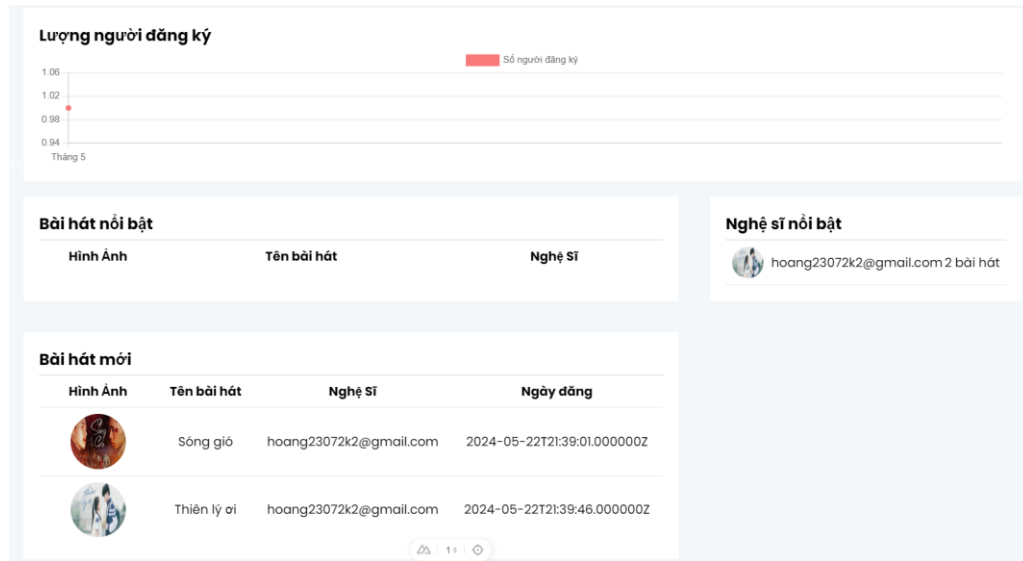 Lượng người đăng ký
Số người đăng ký
1.06
1.02
0.98
0.94
Tháng 5
Bài hát nổi bật
Hình Ảnh Tên bài hát Nghệ Sĩ
Nghệ sĩ nổi bật
hoang23072k2@gmail.com 2 bài hát
Bài hát mới
Hình Ảnh Tên bài hát Nghệ Sĩ Ngày đăng
Sóng gió hoang23072k2@gmail.com 2024-05-22T21:39:01.000000Z
Thiên lý ơi hoang23072k2@gmail.com 2024-05-22T21:39:46.000000Z
1 s